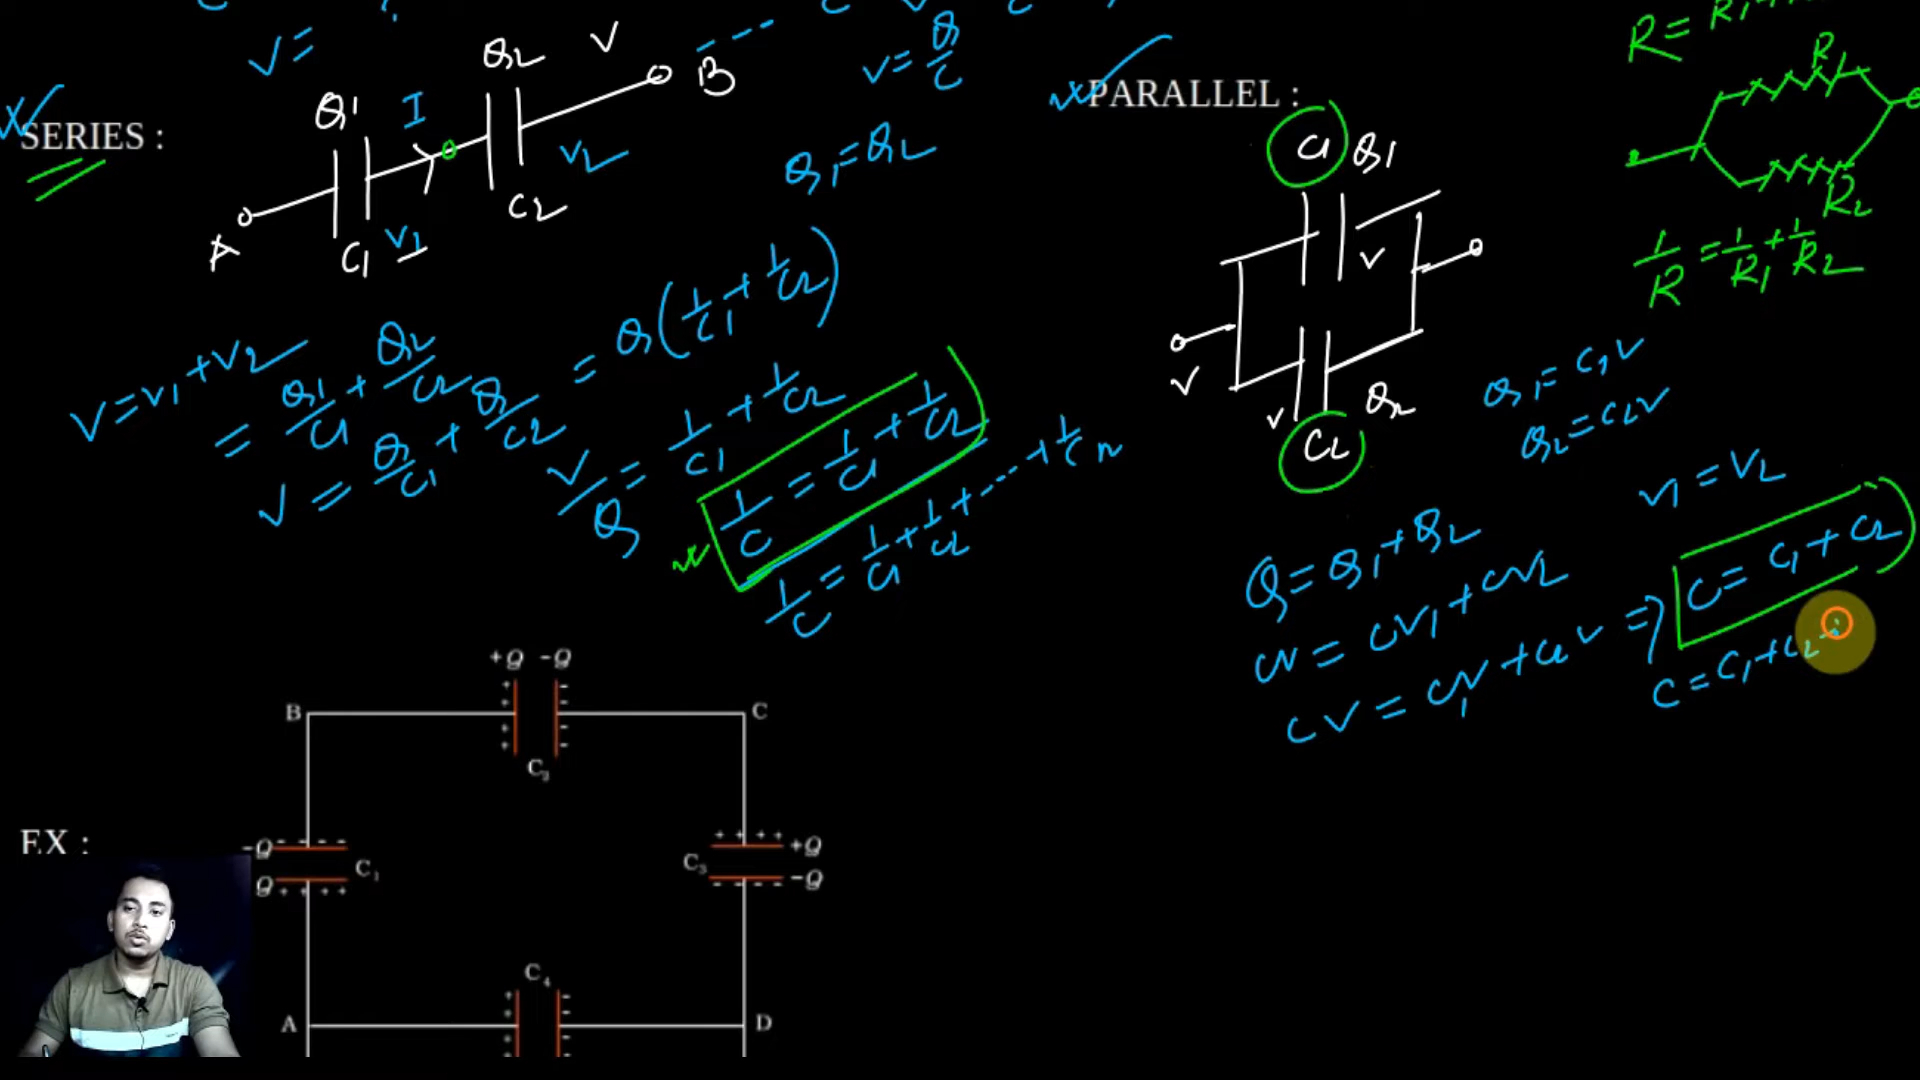 V=
V = Q/C
R = R1+
SERIES :
Q1
I
Q2
V
B
A
C1
V1
C2
V2
Q1 = Q2
V = V1 + V2
= Q1/C1 + Q2/C2
V = Q/C1 + Q/C2
= Q(1/C1 + 1/C2)
V/Q = 1/C1 + 1/C2
1/C = 1/C1 + 1/C2
1/C = 1/C1 + 1/C2 + .... + 1/Cn
PARALLEL :
C1
Q1
V
V
V
Q2
C2
R
R2
1/R = 1/R1 + 1/R2
Q1 = C1V
Q2 = C2V
V1 = V2
Q = Q1 + Q2
CV = CV1 + CV2
CV = C1V + C2V =>
C = C1 + C2
C = C1 + C2 +
EX :
+Q -Q
B
C
C2
-Q
Q
C1
C3
+Q
-Q
C4
A
D